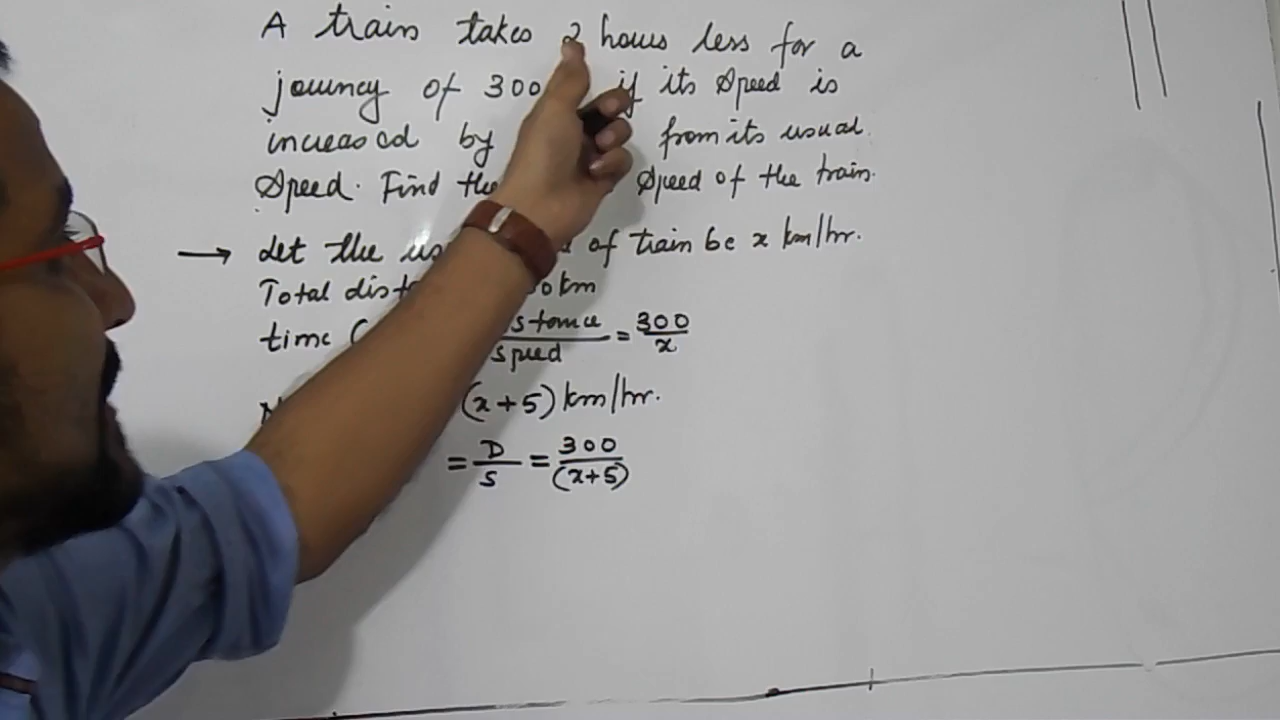 A train takes 2 hours less for a
journey of 300 if its speed is
increased by from its usual
Speed. Find the Speed of the train.
→ Let the of train be x km/hr.
Total km
time = 300/x
speed
(x+5) km/hr.
= D/S = 300/(x+5)